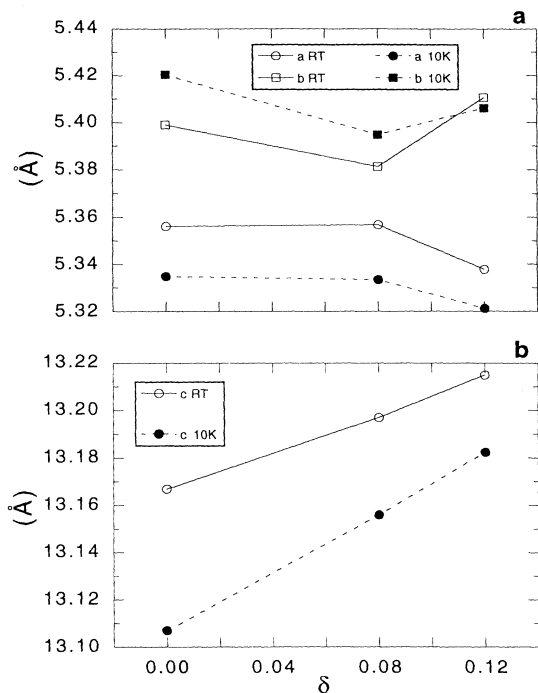 a
5.44
5.42
5.40
5.38
5.36
5.34
5.32
(Å)
a RT
a 10K
b RT
b 10K
b
13.22
13.20
13.18
13.16
13.14
13.12
13.10
(Å)
c RT
c 10K
0.00 0.04 0.08 0.12
δ